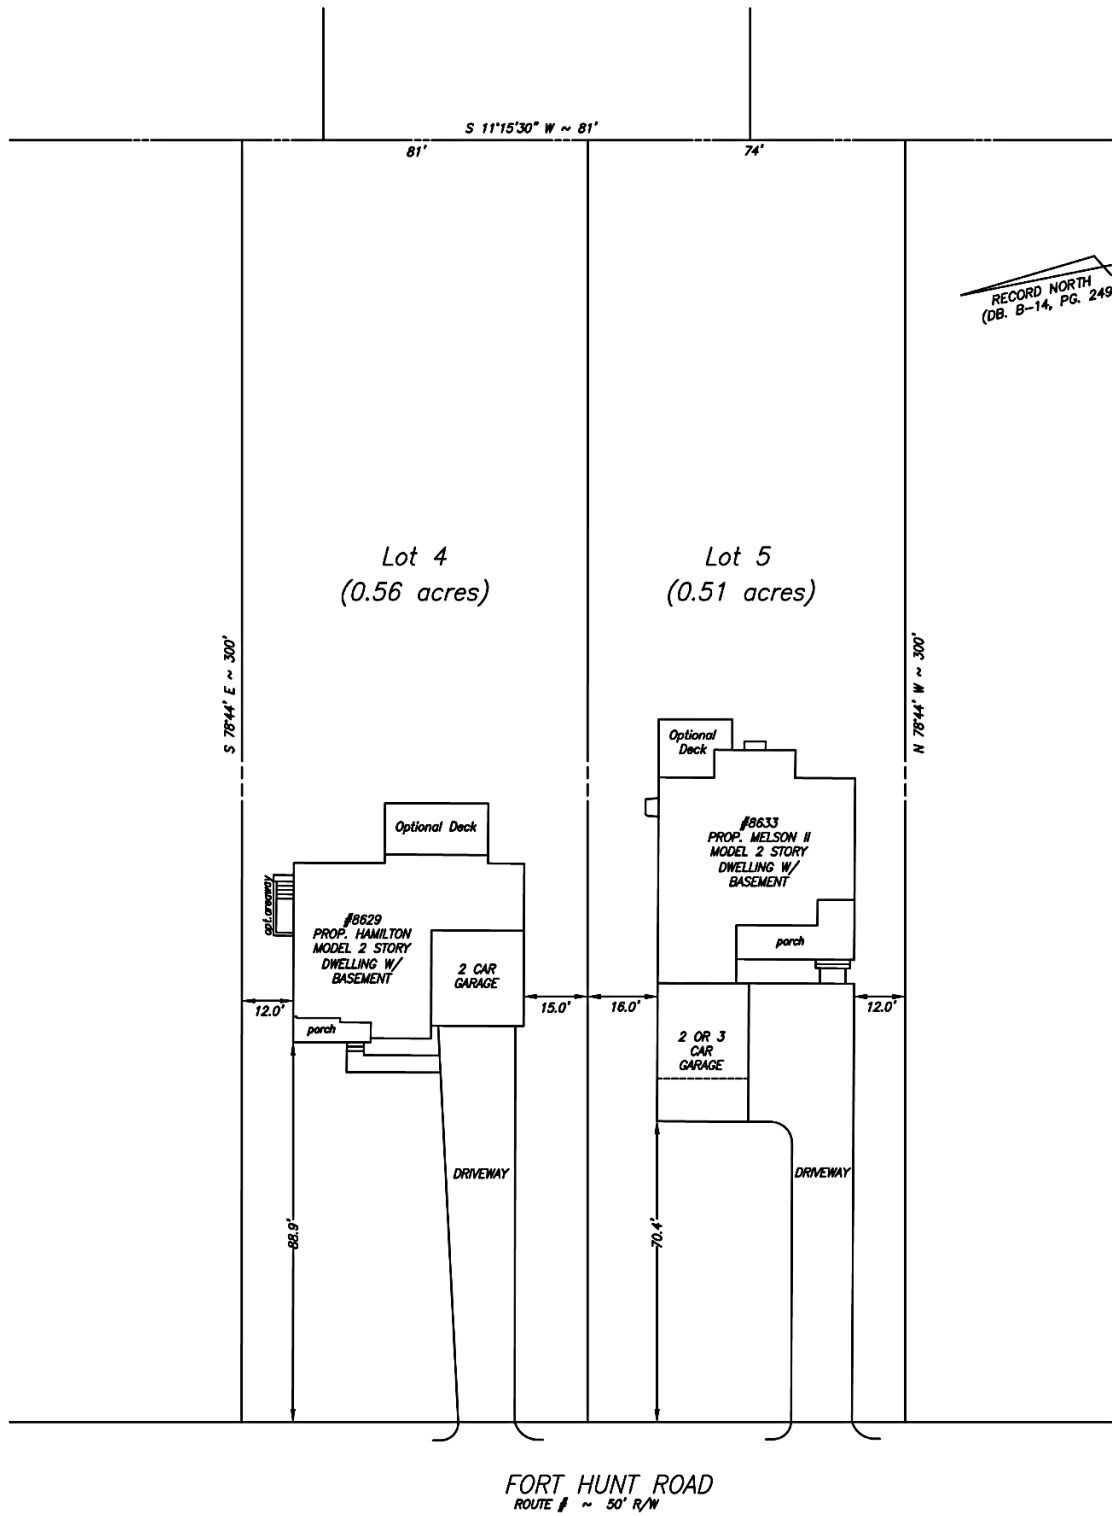 S 11°15'30" W ~ 81'
81'
74'
RECORD NORTH
(DB. B-14, PG. 249
Lot 4
(0.56 acres)
Lot 5
(0.51 acres)
S 78°44' E ~ 300'
N 78°44' W ~ 300'
Optional
Deck
Optional Deck
#8633
PROP. MELSON II
MODEL 2 STORY
DWELLING W/
BASEMENT
opt.areaway
#8629
PROP. HAMILTON
MODEL 2 STORY
DWELLING W/
BASEMENT
2 CAR
GARAGE
porch
12.0'
15.0'
16.0'
12.0'
porch
2 OR 3
CAR
GARAGE
DRIVEWAY
DRIVEWAY
88.9'
70.4'
FORT HUNT ROAD
ROUTE # ~ 50' R/W